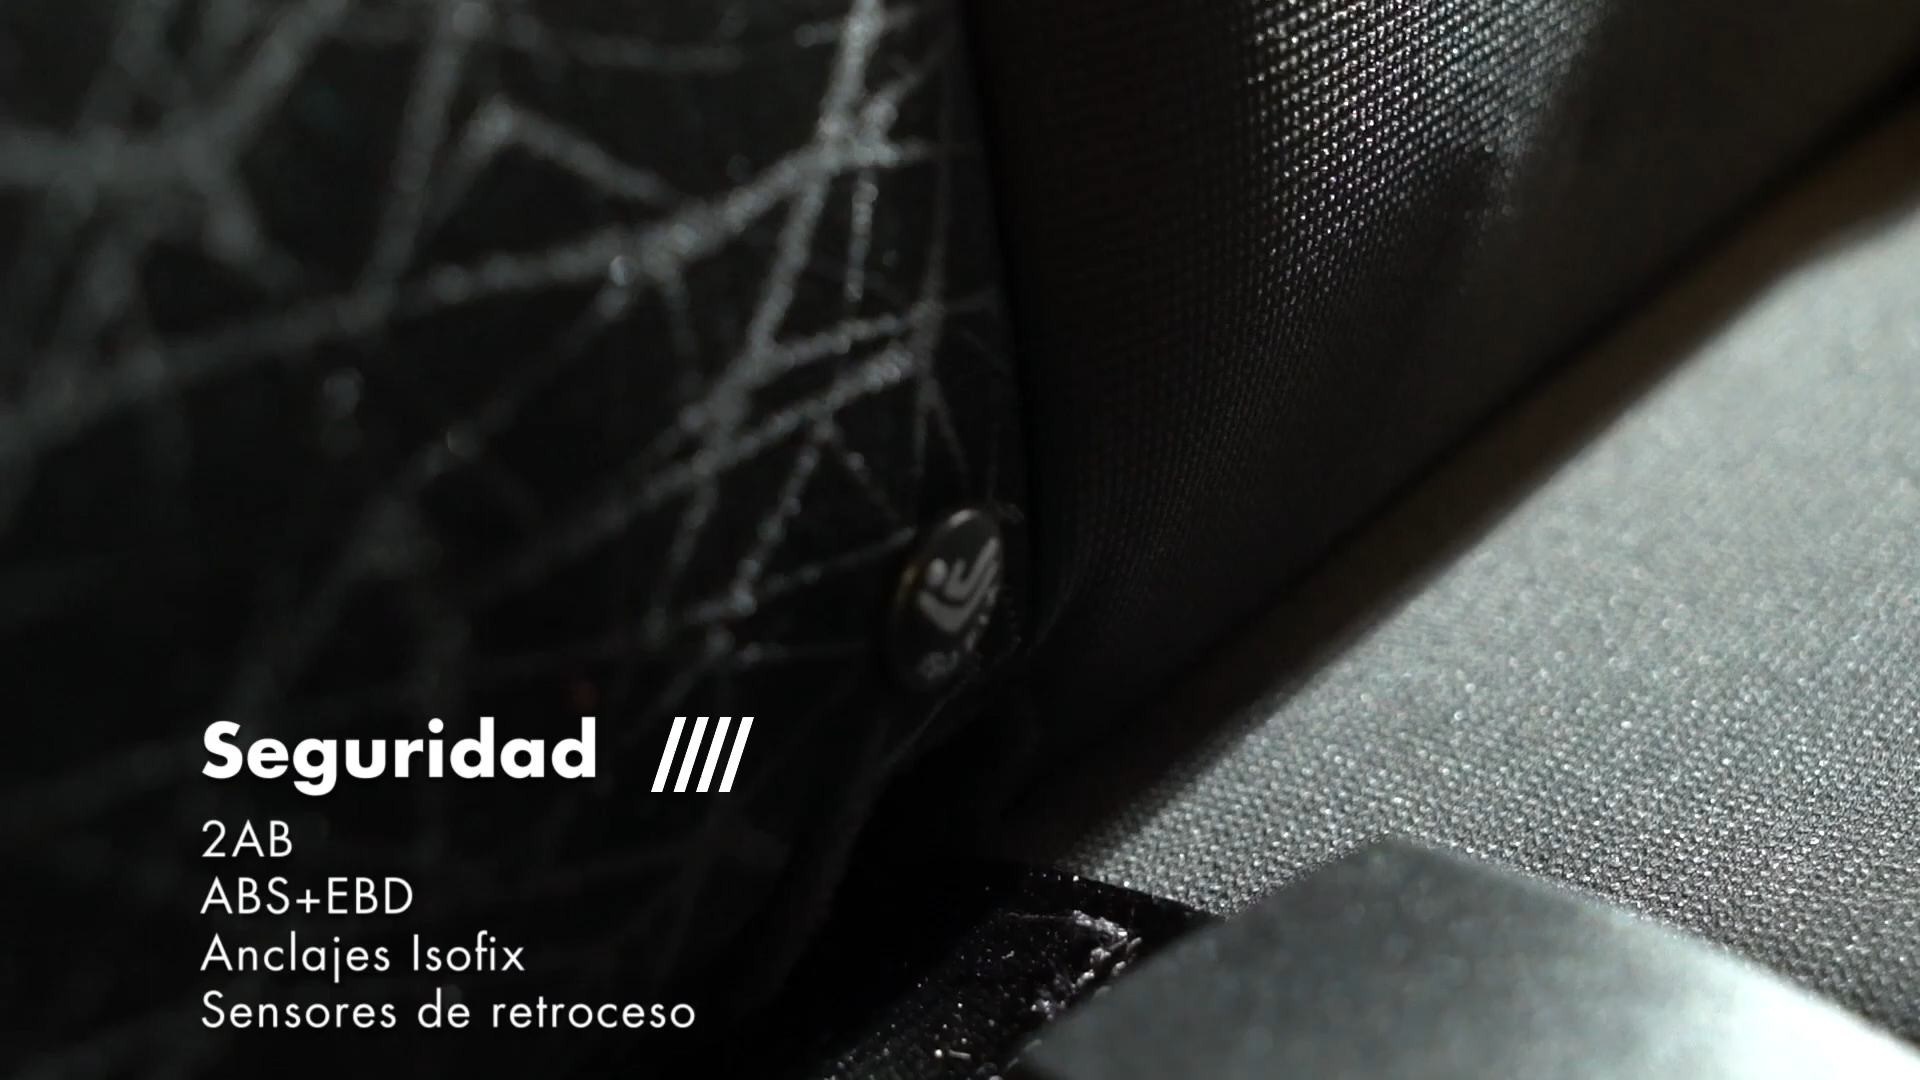 Seguridad ////
2AB
ABS+EBD
Anclajes Isofix
Sensores de retroceso